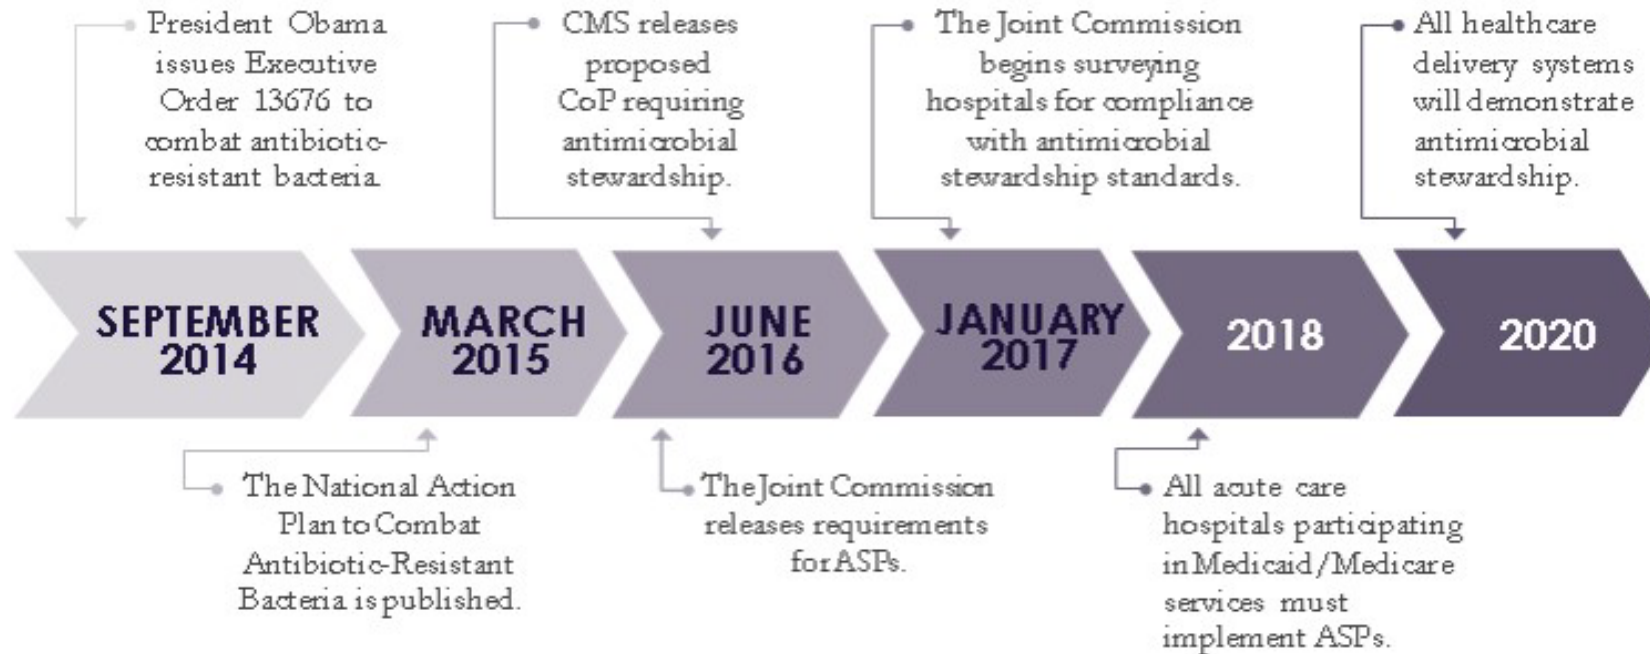 President Obama
issues Executive
Order 13676 to
combat antibiotic-
resistant bacteria
CMS releases
proposed
CoP requiring
antimicrobial
stewardship.
The Joint Commission
begins surveying
hospitals for compliance
with antimicrobial
stewardship standards.
All healthcare
delivery systems
will demonstrate
antimicrobial
stewardship.
SEPTEMBER
2014
MARCH
2015
JUNE
2016
JANUARY
2017
2018
2020
The National Action
Plan to Combat
Antibiotic-Resistant
Bacteria is published.
The Joint Commission
releases requirements
for ASPs.
All acute care
hospitals participating
in Medicaid/Medicare
services must
implement ASPs.